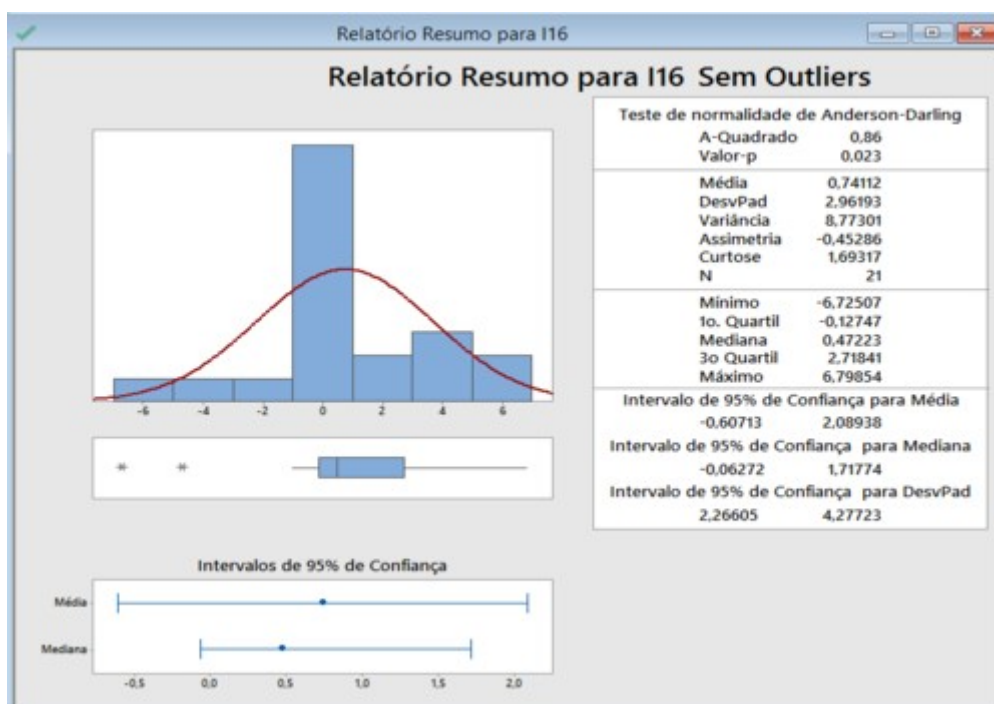 Relatório Resumo para I16
Relatório Resumo para I16 Sem Outliers
-6 -4 -2 0 2 4 6
Intervalos de 95% de Confiança
Média
Mediana
-0,5 0,0 0,5 1,0 1,5 2,0
Teste de normalidade de Anderson-Darling
A-Quadrado 0,86
Valor-p 0,023
Média 0,74112
DesvPad 2,96193
Variância 8,77301
Assimetria -0,45286
Curtose 1,69317
N 21
Mínimo -6,72507
1o. Quartil -0,12747
Mediana 0,47223
3o Quartil 2,71841
Máximo 6,79854
Intervalo de 95% de Confiança para Média
-0,60713 2,08938
Intervalo de 95% de Confiança para Mediana
-0,06272 1,71774
Intervalo de 95% de Confiança para DesvPad
2,26605 4,27723